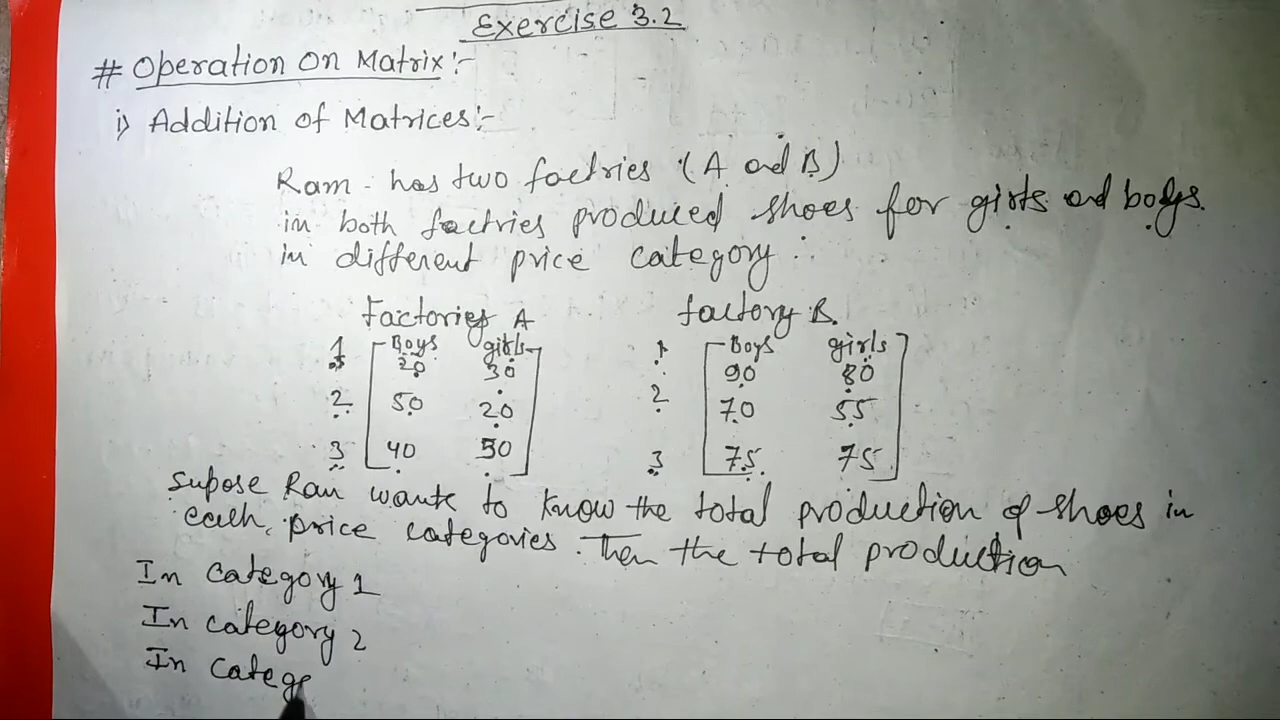 Exercise 3.2
# Operation On Matrix:-
i) Addition of Matrices:-
Ram - has two factries (A and B)
in both factries produced shoes for girls and boys.
in different price category
Factories A factory B.
Boys girls Boys girls
1 20 30 1 90 80
2 50 20 2 70 55
3 40 50 3 75 75
Supose Ram wants to know the total production of shoes in
each price categories. Then the total production
In category 1
In category 2
In catego